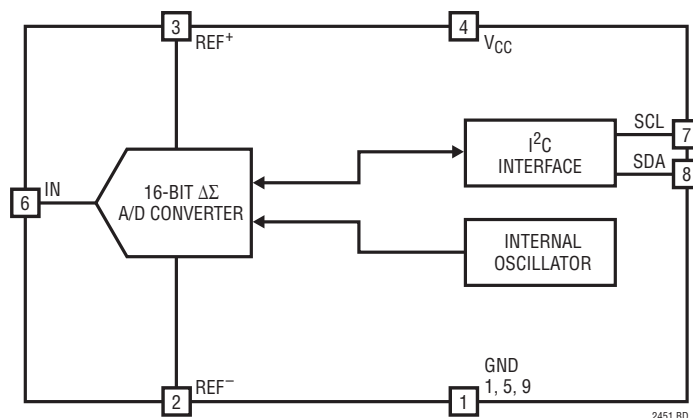 3
REF+
4
VCC
SCL
7
I2C
INTERFACE
SDA
8
6
IN
16-BIT ΔΣ
A/D CONVERTER
INTERNAL
OSCILLATOR
2
REF−
1
GND
1, 5, 9
2451 BD